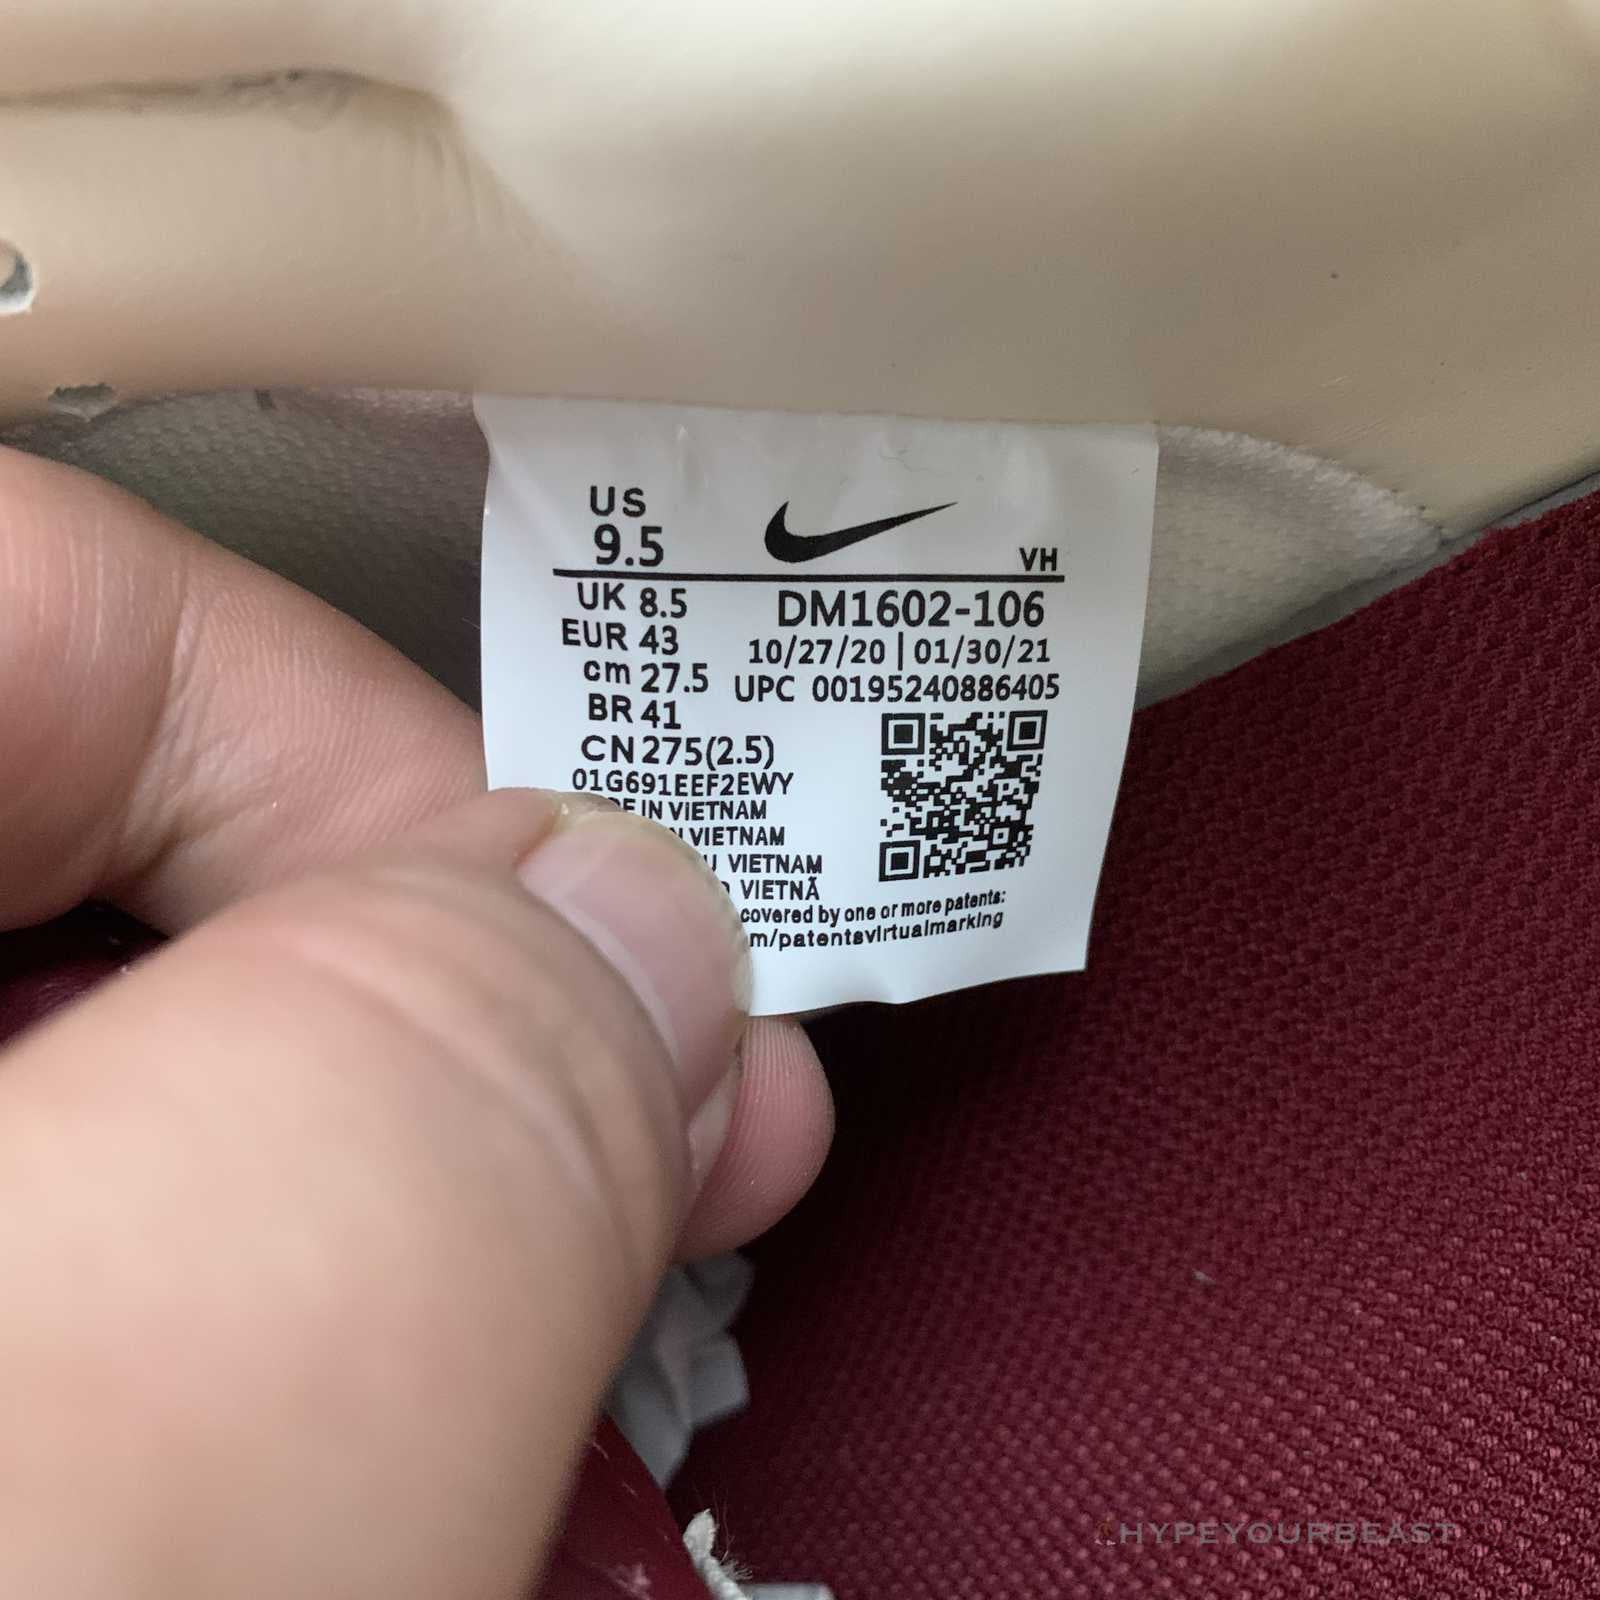 US
9.5
VH
UK 8.5
EUR 43
cm 27.5
BR 41
CN 275(2.5)
DM1602-106
10/27/20 | 01/30/21
UPC 00195240886405
01G691EEF2EWY
IN VIETNAM
VIETNAM
VIETNAM
VIETNÃ
covered by one or more patents:
m/patentsvirtualmarking
HYPEYOURBEAST